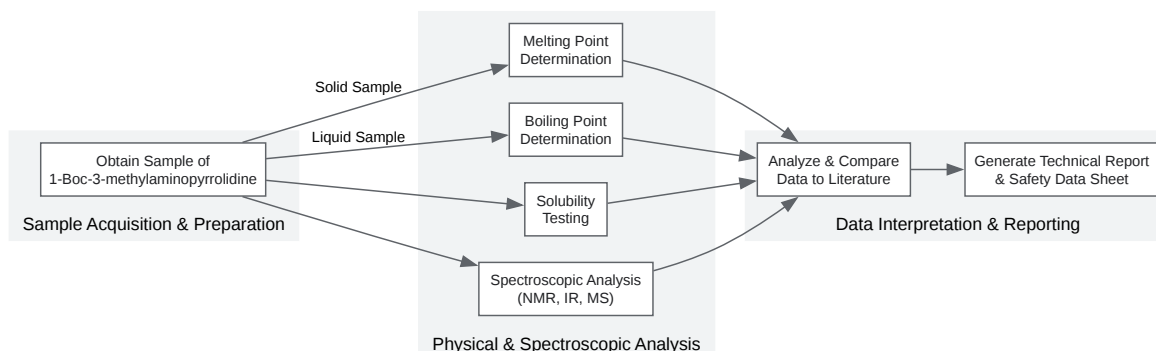 Melting Point
Determination
Solid Sample
Boiling Point
Determination
Liquid Sample
Obtain Sample of
1-Boc-3-methylaminopyrrolidine
Sample Acquisition & Preparation
Solubility
Testing
Spectroscopic Analysis
(NMR, IR, MS)
Physical & Spectroscopic Analysis
Analyze & Compare
Data to Literature
Generate Technical Report
& Safety Data Sheet
Data Interpretation & Reporting